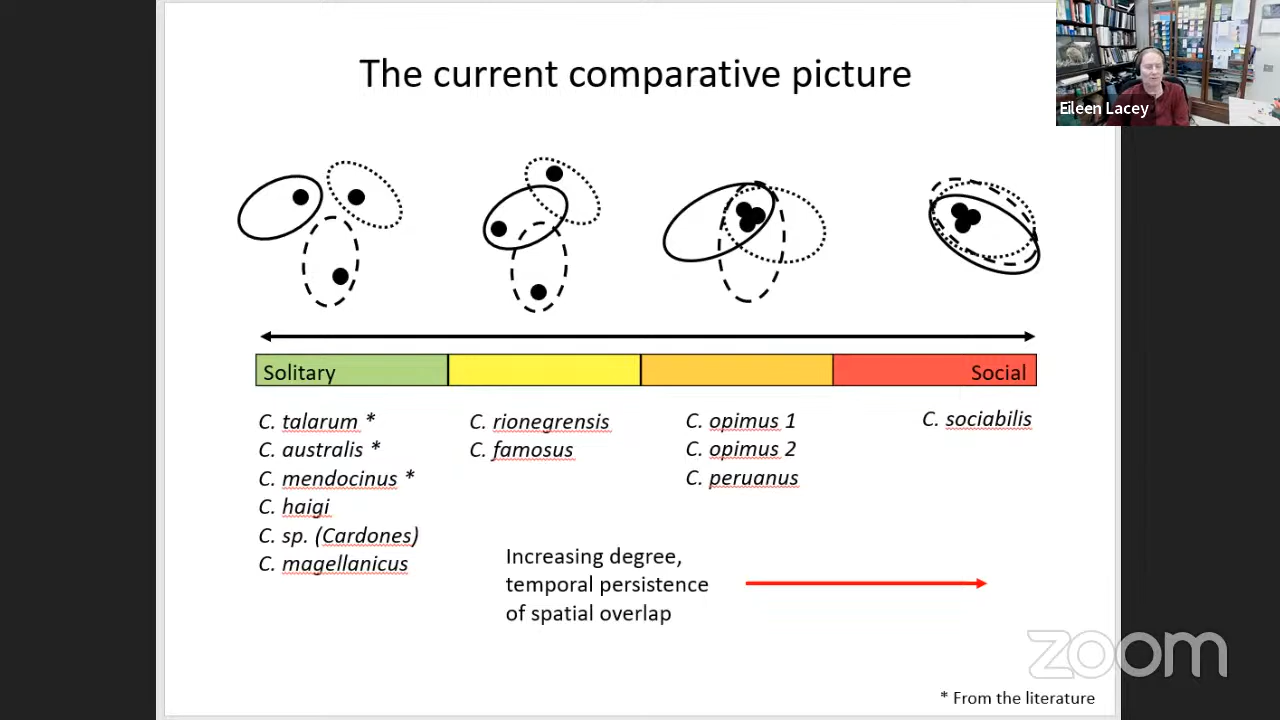 The current comparative picture
Eileen Lacey
Solitary
Social
C. talarum *
C. australis *
C. mendocinus *
C. haigi
C. sp. (Cardones)
C. magellanicus
C. rionegrensis
C. famosus
C. opimus 1
C. opimus 2
C. peruanus
C. sociabilis
Increasing degree,
temporal persistence
of spatial overlap
zoom
* From the literature